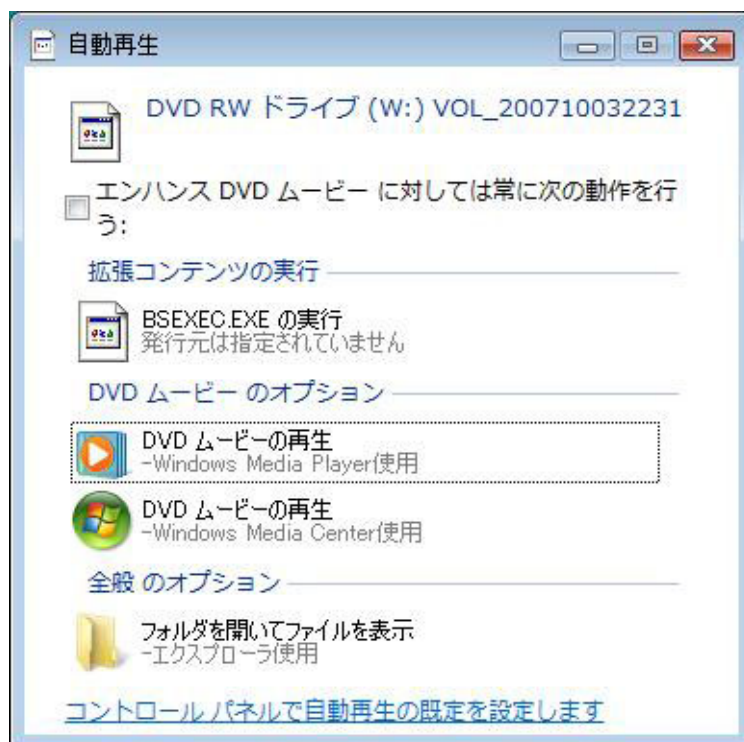 自動再生
DVD RW ドライブ (W:) VOL_200710032231
エンハンス DVD ムービー に対しては常に次の動作を行
う:
拡張コンテンツの実行
BSEXEC.EXE の実行
発行元は指定されていません
DVD ムービー のオプション
DVD ムービーの再生
-Windows Media Player使用
DVD ムービーの再生
-Windows Media Center使用
全般 のオプション
フォルダを開いてファイルを表示
-エクスプローラ使用
コントロール パネルで自動再生の既定を設定します